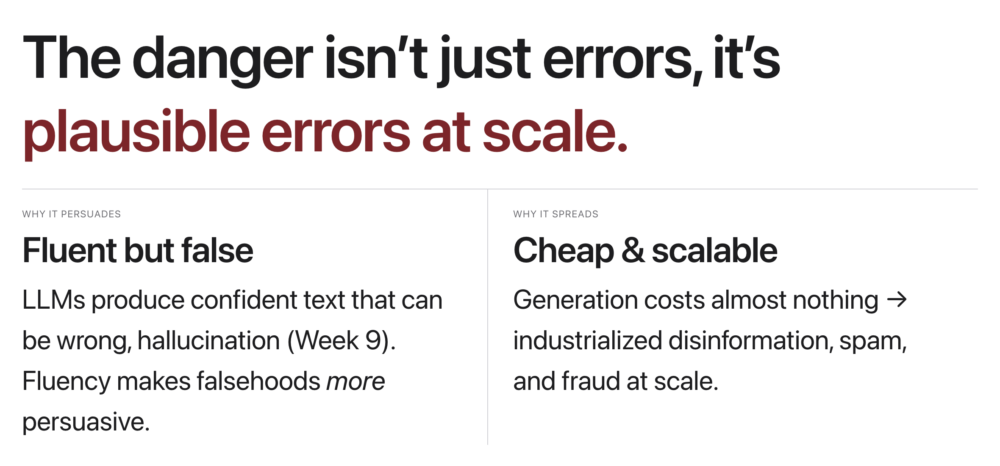 The danger isn’t just errors, it’s
plausible errors at scale.
WHY IT PERSUADES
Fluent but false
LLMs produce confident text that can
be wrong, hallucination (Week 9).
Fluency makes falsehoods more
persuasive.
WHY IT SPREADS
Cheap & scalable
Generation costs almost nothing →
industrialized disinformation, spam,
and fraud at scale.